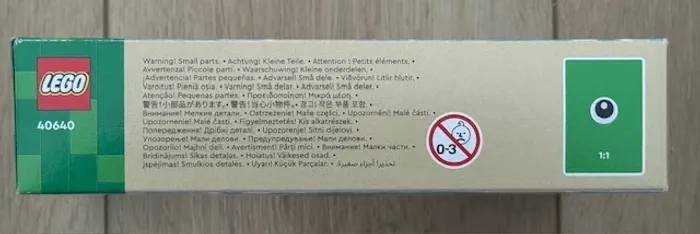 LEGO
40640
Warning! Small parts. • Achtung! Kleine Teile. • Attention ! Petits éléments. •
Avvertenza! Piccole parti. • Waarschuwing! Kleine onderdelen. •
¡Advertencia! Partes pequeñas. • Advarsel! Små dele. • Viðvörun! Litlir hlutir. •
Varoitus! Pieniä osia. • Varning! Små delar. • Advarsel! Små deler. •
Atenção! Pequenas partes. • Προειδοποίηση! Μικρά μέρη. •
警告!小部品があります。• 警告!当心小物件。• 경고! 작은 부품 포함. •
Внимание! Мелкие детали. • Ostrzeżenie! Małe części. • Upozornění! Malé části. •
Upozornenie! Malé časti. • Figyelmeztetés! Kis alkatrészek. •
Попередження! Дрібні деталі. • Upozorenje! Sitni dijelovi. •
Упозорење! Мали делови. • Предупредување! Мали делови. •
Opozorilo! Majhni deli. • Avertisment! Părți mici. • Внимание! Малки части. •
Brīdinājums! Sīkas detaļas. • Hoiatus! Väikesed osad. •
Įspėjimas! Smulkios detalės. • Uyarı! Küçük Parçalar. • تحذير! أجزاء صغيرة.
0-3
1:1